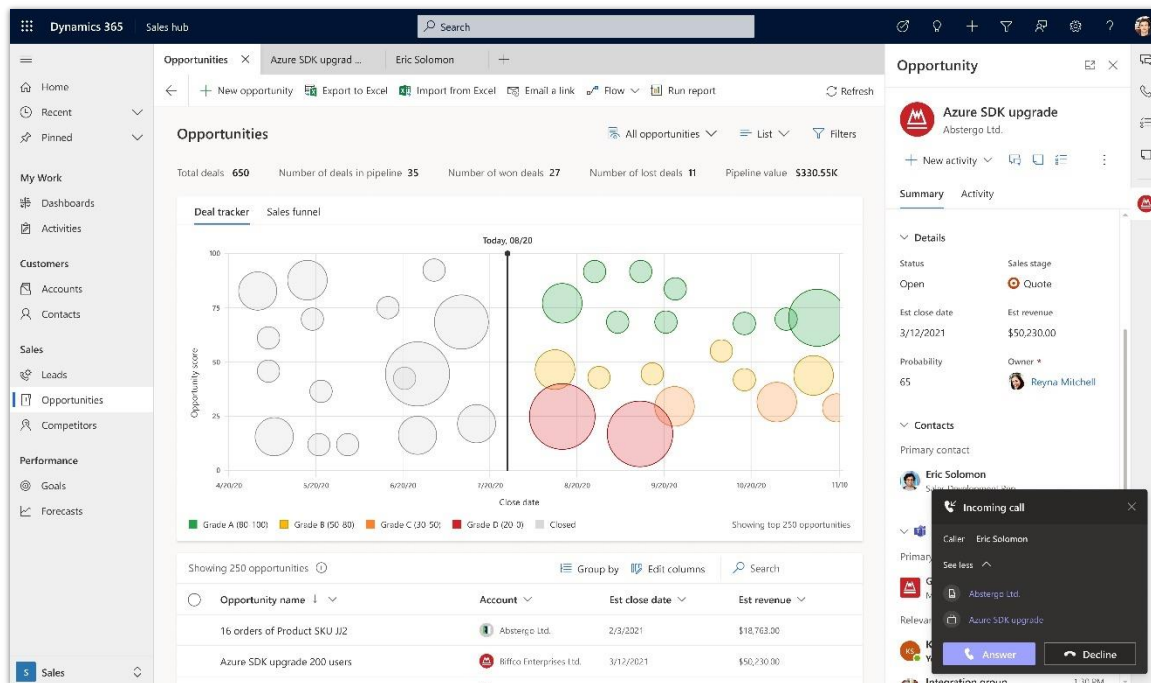 Dynamics 365 Sales hub Search
Home
Recent
Pinned
My Work
Dashboards
Activities
Customers
Accounts
Contacts
Sales
Leads
Opportunities
Competitors
Performance
Goals
Forecasts
S Sales
Opportunities Azure SDK upgrad ... Eric Solomon
New opportunity Export to Excel Import from Excel Email a link Flow Run report Refresh
Opportunities All opportunities List Filters
Total deals 650 Number of deals in pipeline 35 Number of won deals 27 Number of lost deals 11 Pipeline value $330.55K
Deal tracker Sales funnel
Today, 08/20
100
75
50
25
0
Opportunity score
4/20/20 5/20/20 6/20/20 7/20/20 8/20/20 9/20/20 10/20/20 11/10
Close date
Grade A (80-100) Grade B (50-80) Grade C (30-50) Grade D (20-0) Closed Showing top 250 opportunities
Showing 250 opportunities Group by Edit columns Search
Opportunity name Account Est close date Est revenue
16 orders of Product SKU JJ2 Abstergo Ltd. 2/3/2021 $18,763.00
Azure SDK upgrade 200 users Biffco Enterprises Ltd. 3/12/2021 $50,230.00
Opportunity
Azure SDK upgrade
Abstergo Ltd.
New activity
Summary Activity
Details
Status Sales stage
Open Quote
Est close date Est revenue
3/12/2021 $50,230.00
Probability Owner *
65 Reyna Mitchell
Contacts
Primary contact
Eric Solomon
Sales Development Rep
KS
Integration group 1:30 PM
Incoming call
Caller Eric Solomon
See less
Abstergo Ltd.
Azure SDK upgrade
Answer Decline